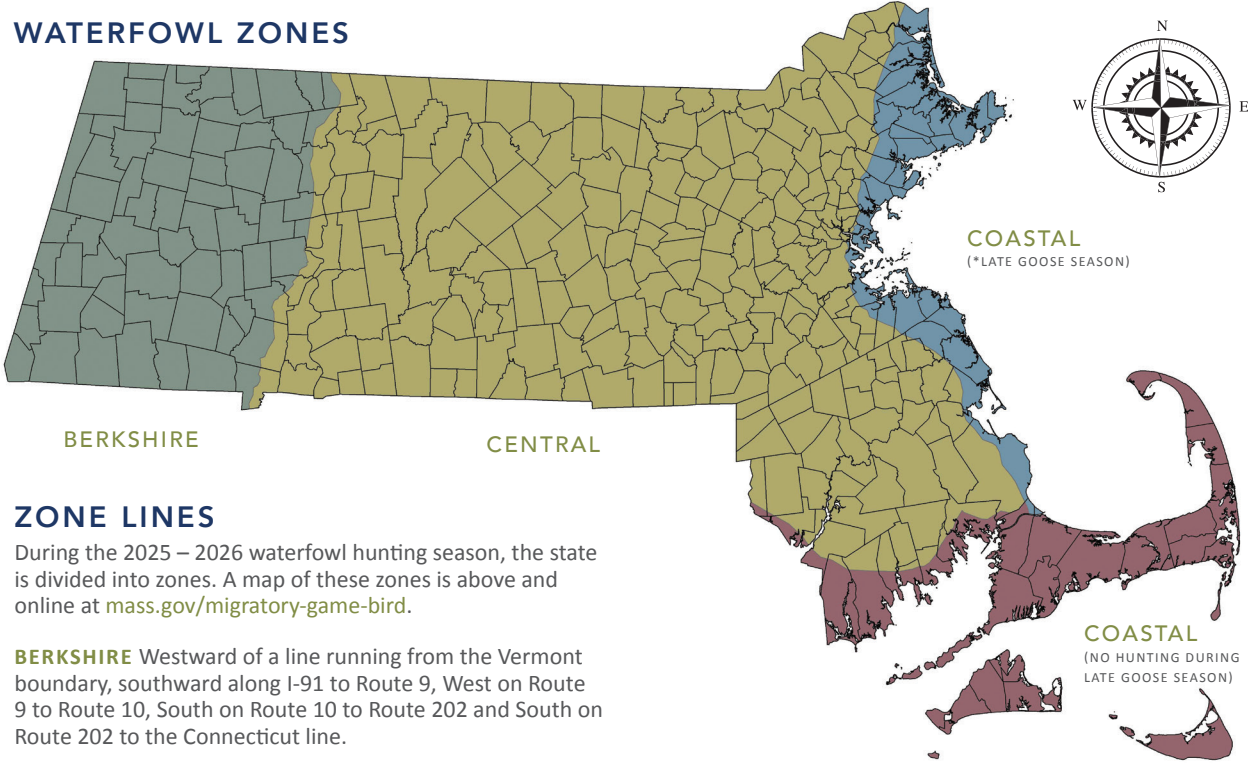 WATERFOWL ZONES
N
W
E
S
COASTAL
(*LATE GOOSE SEASON)
BERKSHIRE
CENTRAL
ZONE LINES
During the 2025 – 2026 waterfowl hunting season, the state
is divided into zones. A map of these zones is above and
online at mass.gov/migratory-game-bird.
BERKSHIRE Westward of a line running from the Vermont
boundary, southward along I-91 to Route 9, West on Route
9 to Route 10, South on Route 10 to Route 202 and South on
Route 202 to the Connecticut line.
COASTAL
(NO HUNTING DURING
LATE GOOSE SEASON)